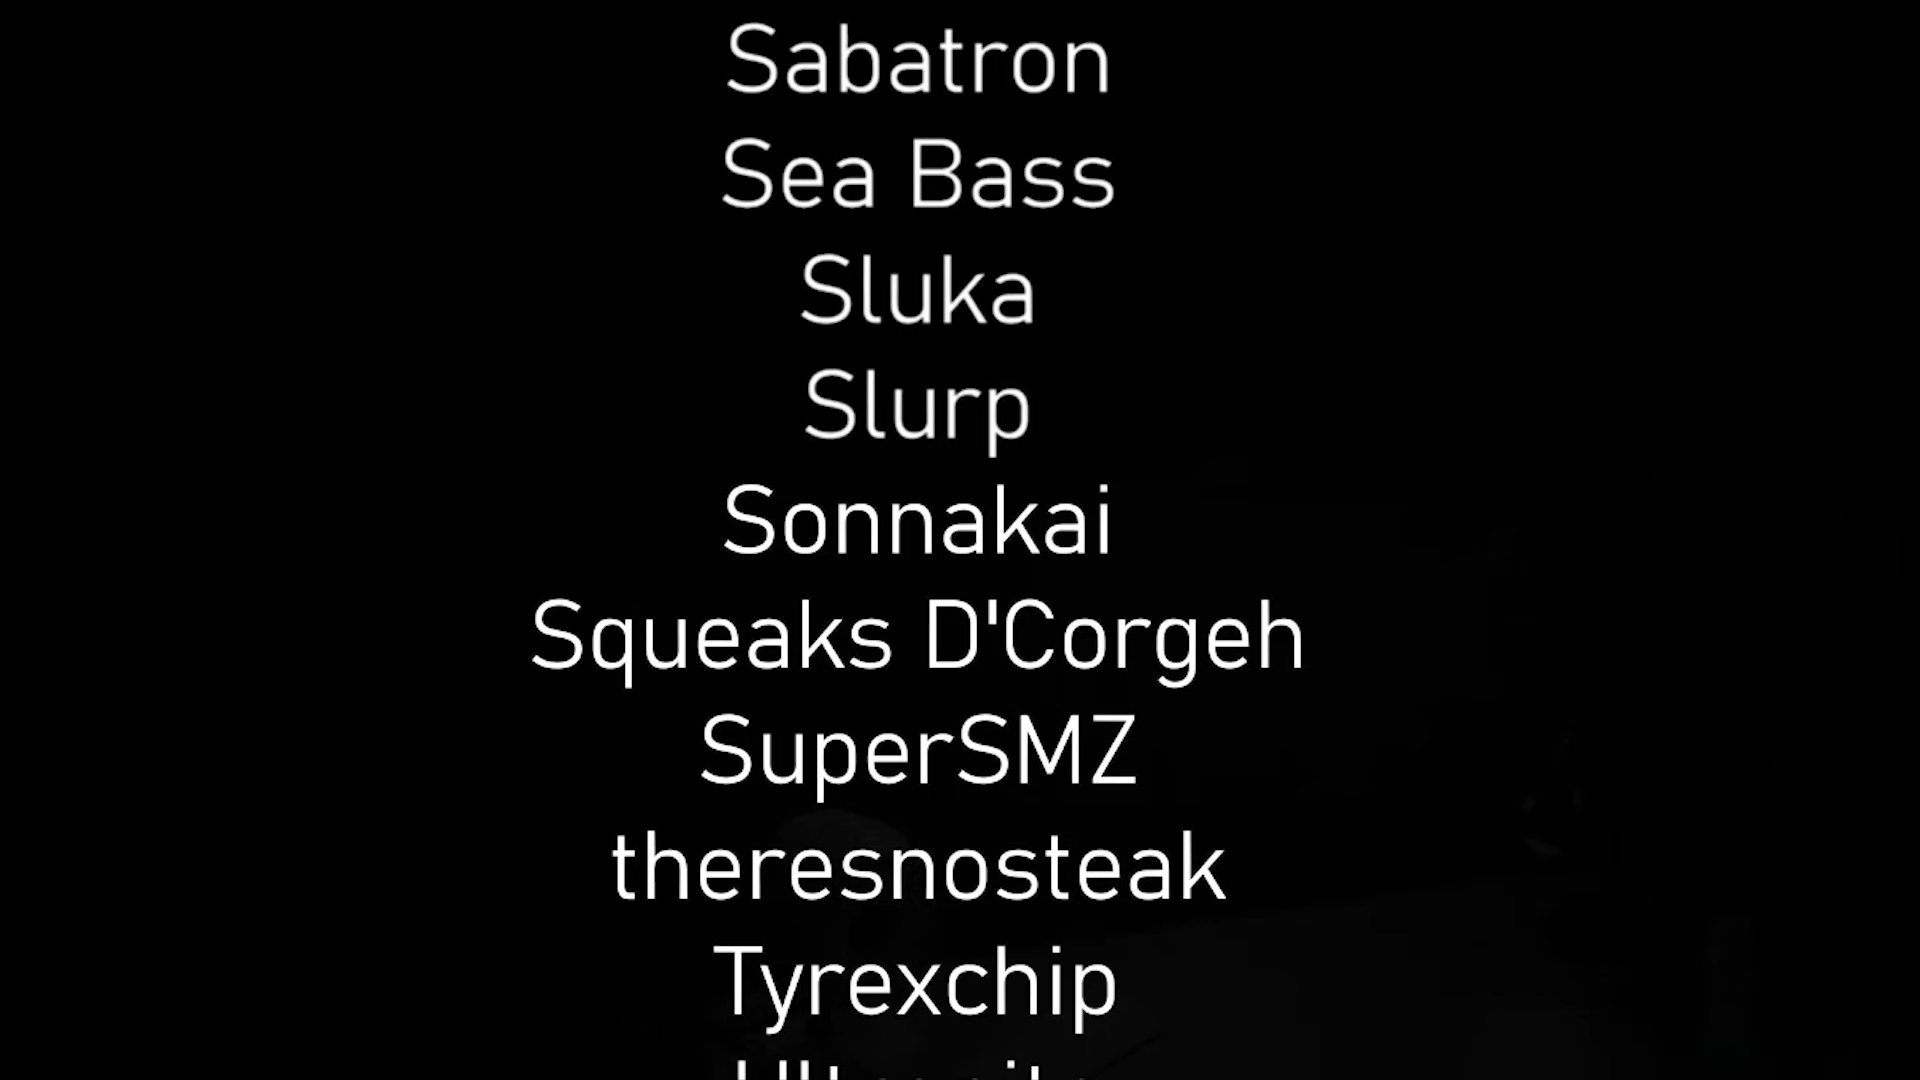 Sabatron
Sea Bass
Sluka
Slurp
Sonnakai
Squeaks D'Corgeh
SuperSMZ
theresnosteak
Tyrexchip